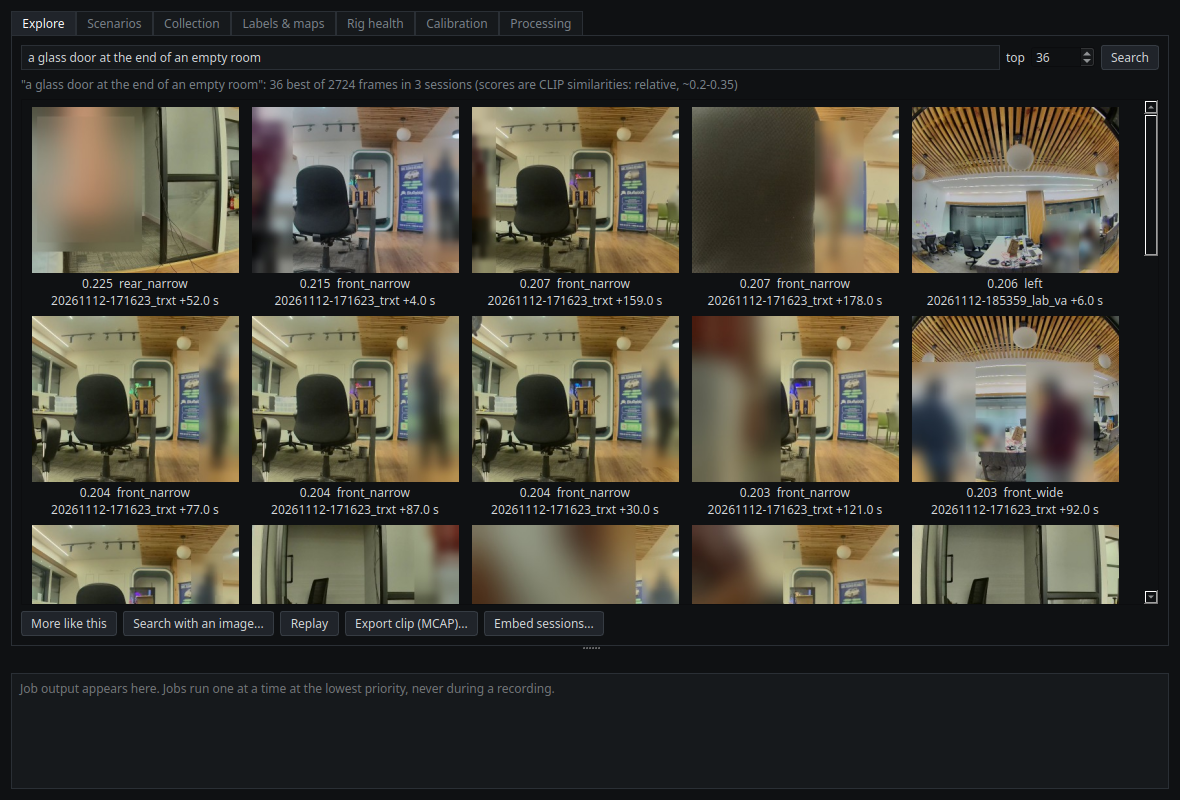 Explore Scenarios Collection Labels & maps Rig health Calibration Processing
a glass door at the end of an empty room top 36 Search
"a glass door at the end of an empty room": 36 best of 2724 frames in 3 sessions (scores are CLIP similarities: relative, ~0.2-0.35)
0.225 rear_narrow
20261112-171623_trxt +52.0 s
0.215 front_narrow
20261112-171623_trxt +4.0 s
0.207 front_narrow
20261112-171623_trxt +159.0 s
0.207 front_narrow
20261112-171623_trxt +178.0 s
0.206 left
20261112-185359_lab_va +6.0 s
0.204 front_narrow
20261112-171623_trxt +77.0 s
0.204 front_narrow
20261112-171623_trxt +87.0 s
0.204 front_narrow
20261112-171623_trxt +30.0 s
0.203 front_narrow
20261112-171623_trxt +121.0 s
0.203 front_wide
20261112-171623_trxt +92.0 s
More like this Search with an image... Replay Export clip (MCAP)... Embed sessions...
Job output appears here. Jobs run one at a time at the lowest priority, never during a recording.